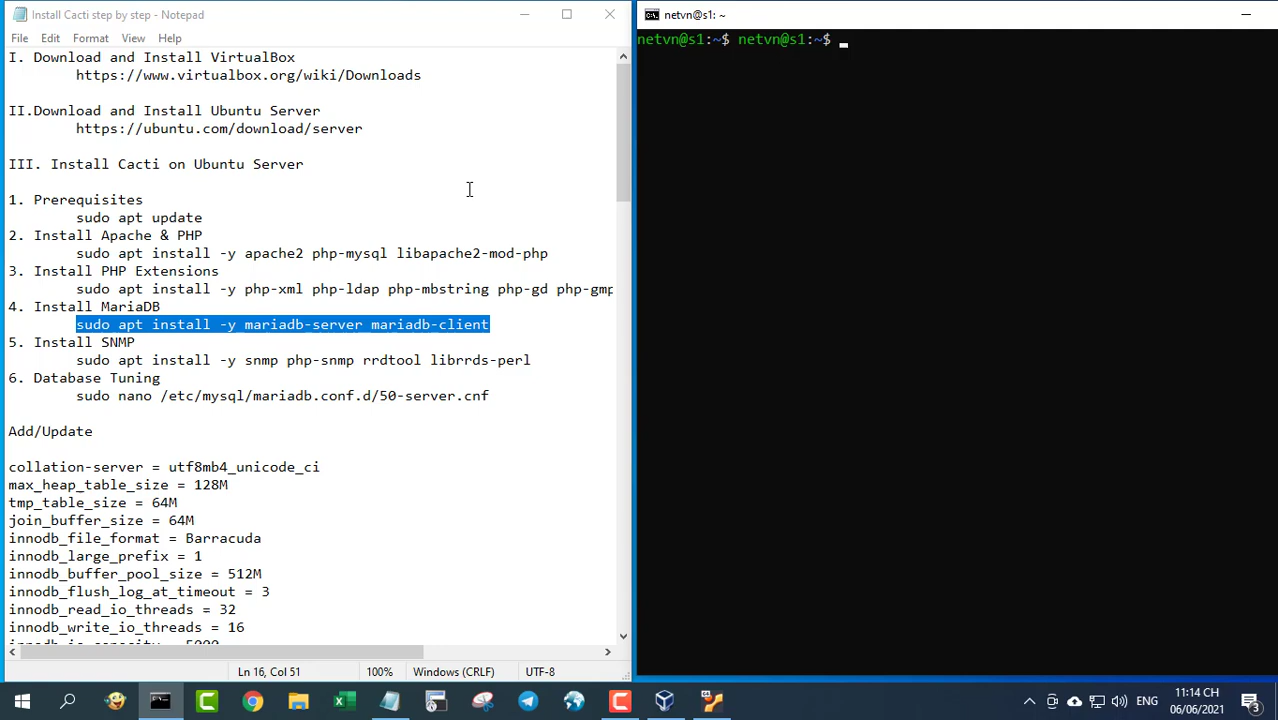 Install Cacti step by step - Notepad
File Edit Format View Help
I. Download and Install VirtualBox
https://www.virtualbox.org/wiki/Downloads
II.Download and Install Ubuntu Server
https://ubuntu.com/download/server
III. Install Cacti on Ubuntu Server
1. Prerequisites
sudo apt update
2. Install Apache & PHP
sudo apt install -y apache2 php-mysql libapache2-mod-php
3. Install PHP Extensions
sudo apt install -y php-xml php-ldap php-mbstring php-gd php-gmp
4. Install MariaDB
sudo apt install -y mariadb-server mariadb-client
5. Install SNMP
sudo apt install -y snmp php-snmp rrdtool librrds-perl
6. Database Tuning
sudo nano /etc/mysql/mariadb.conf.d/50-server.cnf
Add/Update
collation-server = utf8mb4_unicode_ci
max_heap_table_size = 128M
tmp_table_size = 64M
join_buffer_size = 64M
innodb_file_format = Barracuda
innodb_large_prefix = 1
innodb_buffer_pool_size = 512M
innodb_flush_log_at_timeout = 3
innodb_read_io_threads = 32
innodb_write_io_threads = 16
Ln 16, Col 51 100% Windows (CRLF) UTF-8
netvn@s1: ~
netvn@s1:~$ netvn@s1:~$
ENG
11:14 CH
06/06/2021
3